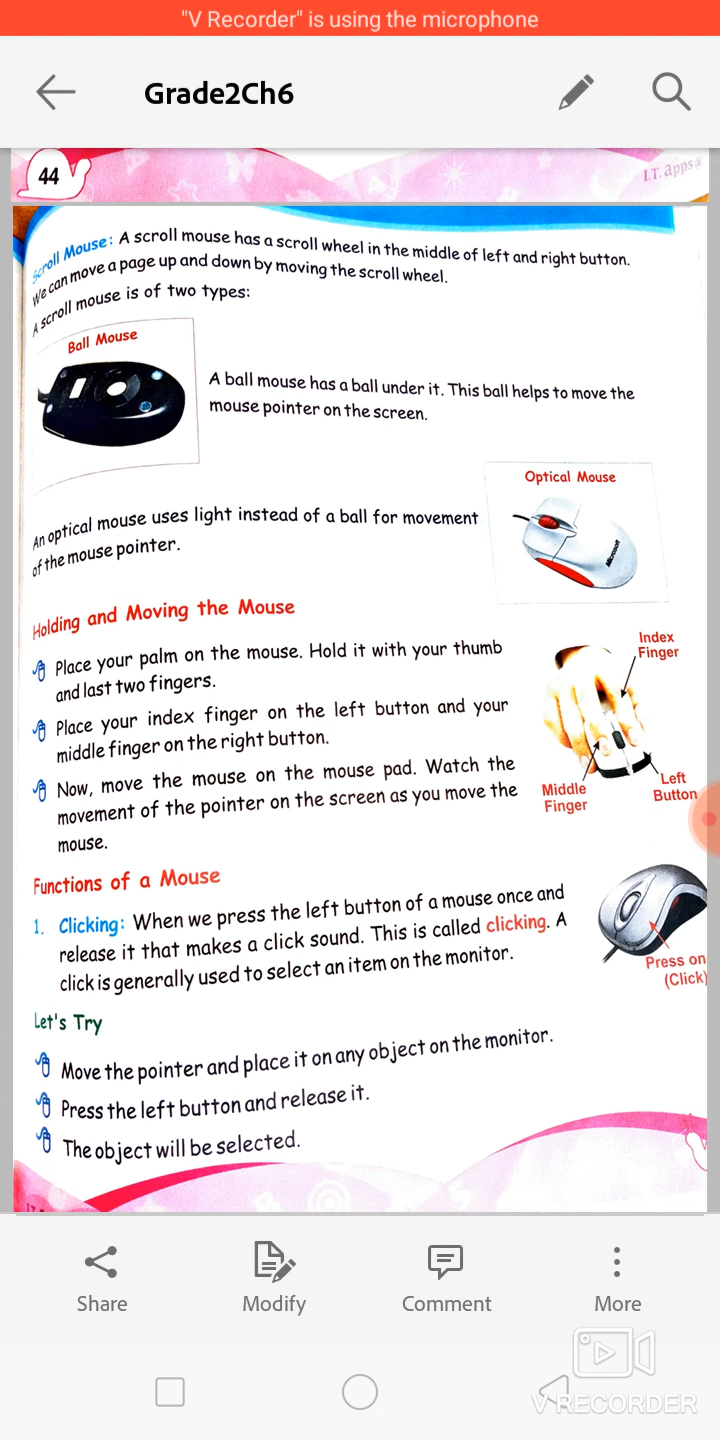 "V Recorder" is using the microphone
Grade2Ch6
44
I.T. apps@
Scroll Mouse: A scroll mouse has a scroll wheel in the middle of left and right button.
We can move a page up and down by moving the scroll wheel.
A scroll mouse is of two types:
Ball Mouse
A ball mouse has a ball under it. This ball helps to move the
mouse pointer on the screen.
Optical Mouse
An optical mouse uses light instead of a ball for movement
of the mouse pointer.
Microsoft
Holding and Moving the Mouse
Place your palm on the mouse. Hold it with your thumb
and last two fingers.
Place your index finger on the left button and your
middle finger on the right button.
Now, move the mouse on the mouse pad. Watch the
movement of the pointer on the screen as you move the
mouse.
Index
Finger
Middle
Finger
Left
Button
Functions of a Mouse
1. Clicking: When we press the left button of a mouse once and
release it that makes a click sound. This is called clicking. A
click is generally used to select an item on the monitor.
Press on
(Click)
Let's Try
Move the pointer and place it on any object on the monitor.
Press the left button and release it.
The object will be selected.
Share
Modify
Comment
More
V RECORDER